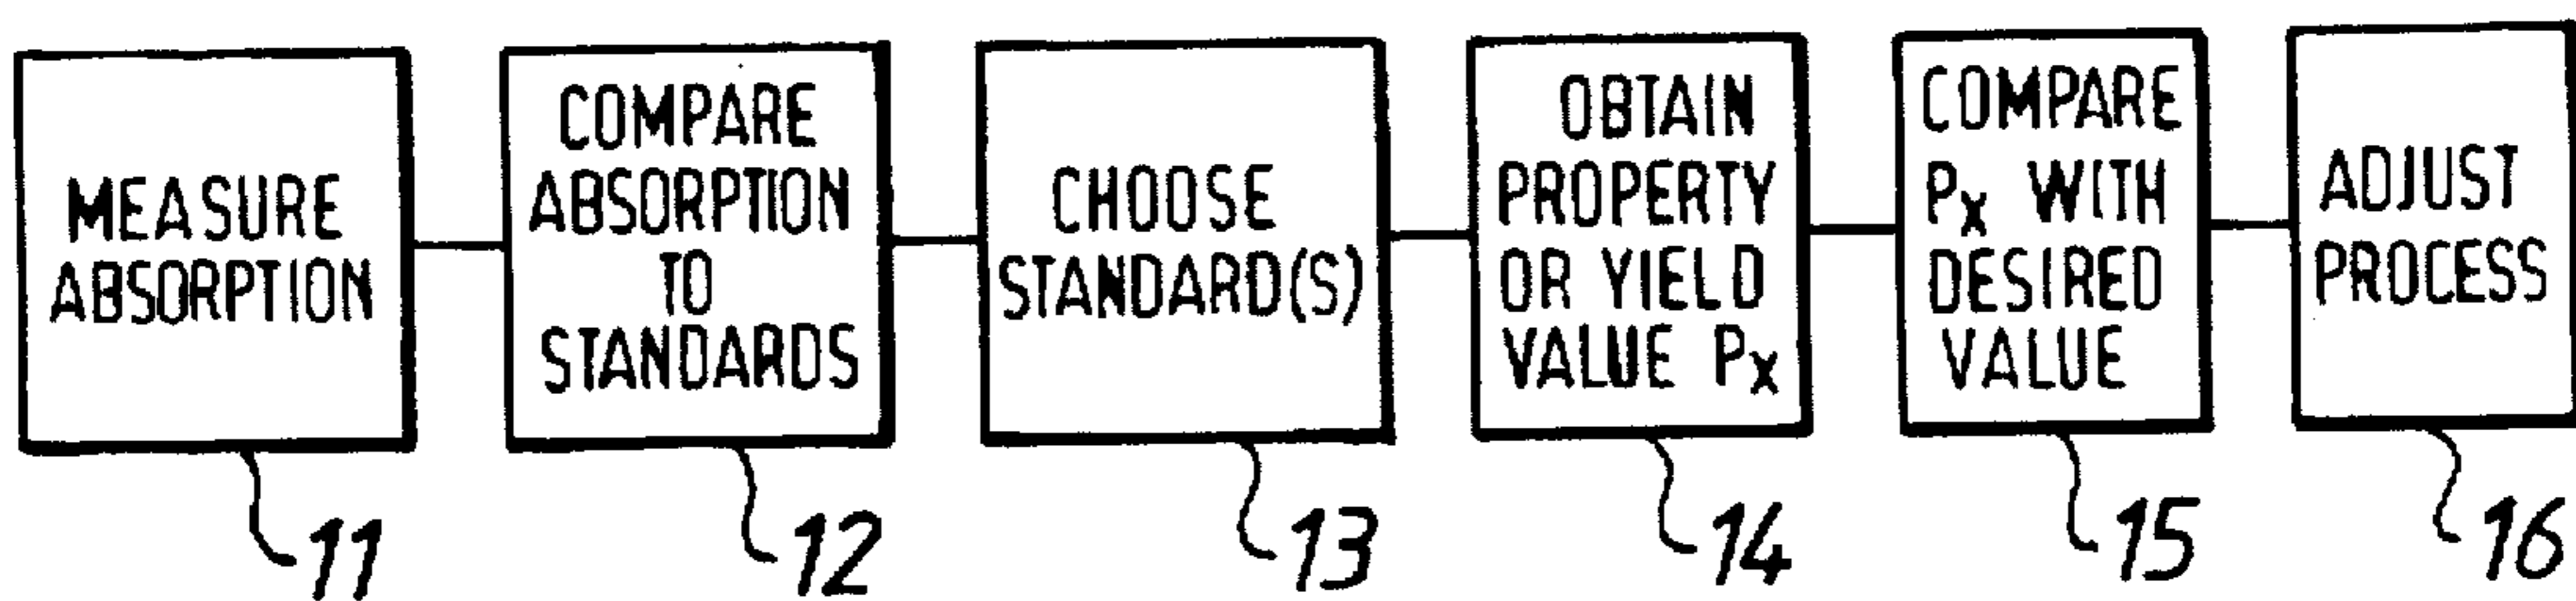 MEASURE
ABSORPTION
COMPARE
ABSORPTION
TO
STANDARDS
CHOOSE
STANDARD(S)
OBTAIN
PROPERTY
OR YIELD
VALUE Px
COMPARE
Px WITH
DESIRED
VALUE
ADJUST
PROCESS
11
12
13
14
15
16